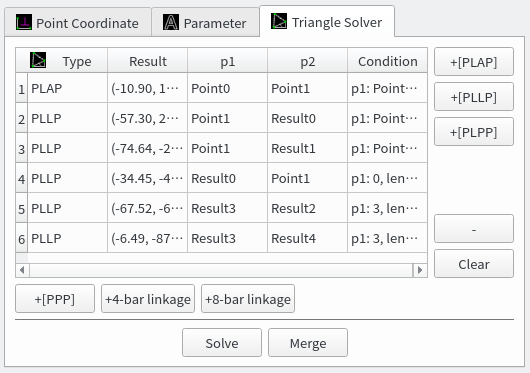 Point Coordinate Parameter Triangle Solver
Type Result p1 p2 Condition
1 PLAP (-10.90, 1··· Point0 Point1 p1: Point···
2 PLLP (-57.30, 2··· Point1 Result0 p1: Point···
3 PLLP (-74.64, -2··· Point1 Result1 p1: Point···
4 PLLP (-34.45, -4··· Result0 Point1 p1: 0, len···
5 PLLP (-67.52, -6··· Result3 Result2 p1: 3, len···
6 PLLP (-6.49, -87··· Result3 Result4 p1: 3, len···
+[PLAP]
+[PLLP]
+[PLPP]
-
Clear
+[PPP] +4-bar linkage +8-bar linkage
Solve Merge